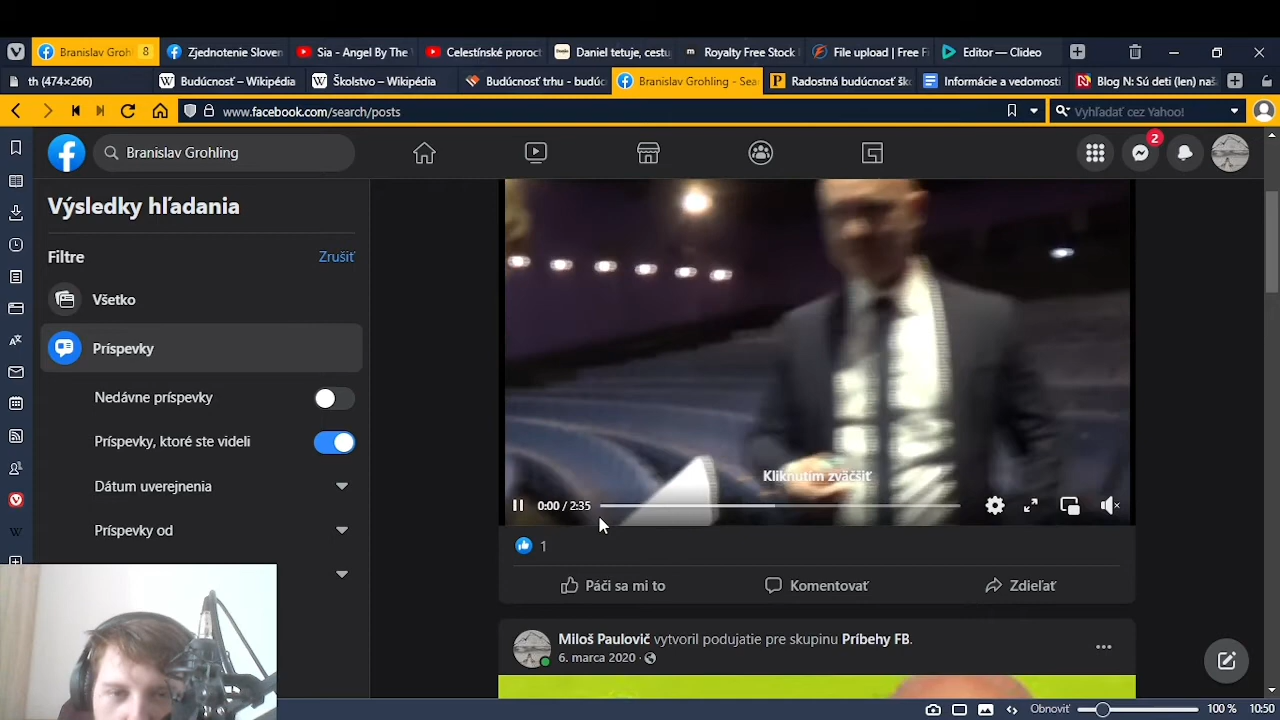 Branislav Groh 8
Zjednotenie Sloven
Sia - Angel By The
Celestínské proroct
Daniel tetuje, cestu
Royalty Free Stock
File upload | Free F
Editor — Clideo
th (474×266)
Budúcnosť – Wikipédia
Školstvo – Wikipédia
Budúcnosť trhu - budúc
Branislav Grohling - Sea
Radostná budúcnosť ško
Informácie a vedomosti
Blog N: Sú deti (len) naš
www.facebook.com/search/posts
Vyhľadať cez Yahoo!
Branislav Grohling
2
Výsledky hľadania
Filtre
Zrušiť
Všetko
Príspevky
Nedávne príspevky
Príspevky, ktoré ste videli
Dátum uverejnenia
Príspevky od
Kliknutím zväčšiť
0:00 / 2:35
1
Páči sa mi to
Komentovať
Zdieľať
Miloš Paulovič vytvoril podujatie pre skupinu Príbehy FB.
6. marca 2020 ·
Obnoviť
100 %
10:50